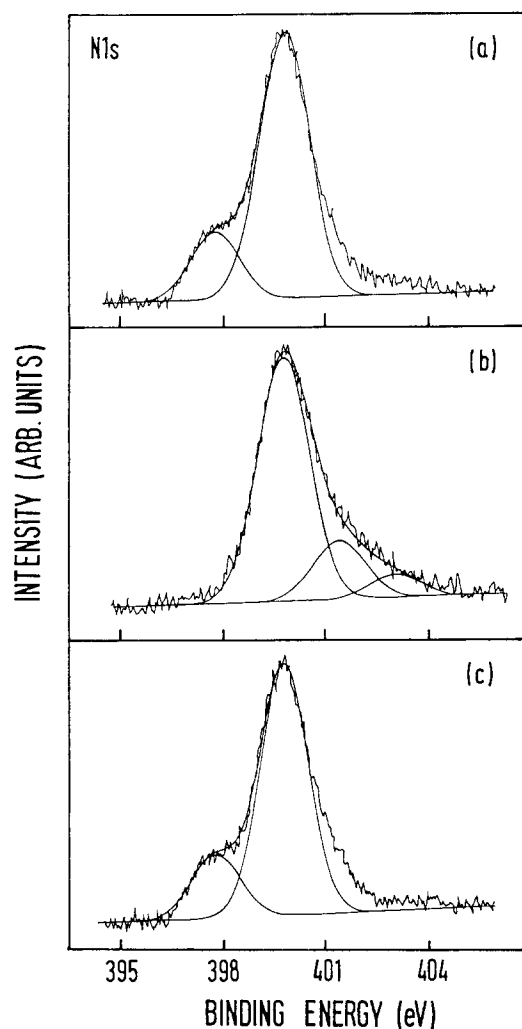 N1s
(a)
(b)
(c)
INTENSITY (ARB. UNITS)
395 398 401 404
BINDING ENERGY (eV)